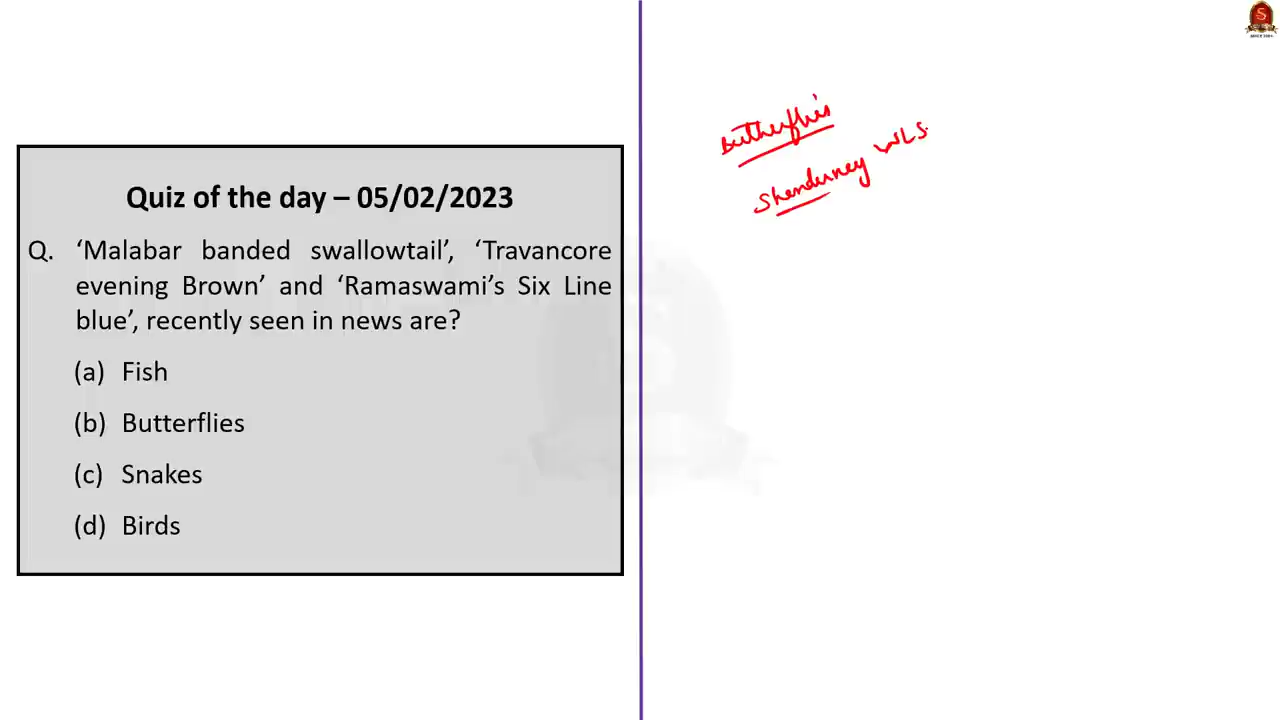 Quiz of the day – 05/02/2023
Q. ‘Malabar banded swallowtail’, ‘Travancore
evening Brown’ and ‘Ramaswami’s Six Line
blue’, recently seen in news are?
(a) Fish
(b) Butterflies
(c) Snakes
(d) Birds
Butterflies
Shendurney WLS